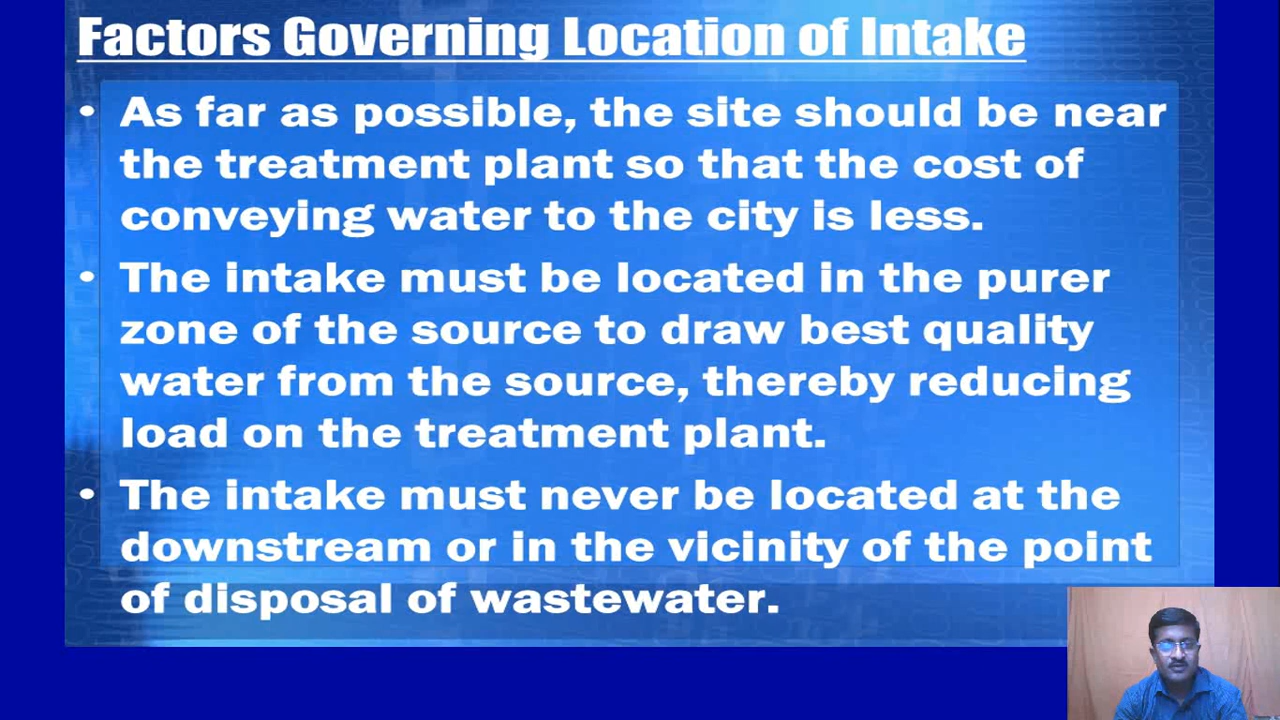 Factors Governing Location of Intake
• As far as possible, the site should be near
the treatment plant so that the cost of
conveying water to the city is less.
• The intake must be located in the purer
zone of the source to draw best quality
water from the source, thereby reducing
load on the treatment plant.
• The intake must never be located at the
downstream or in the vicinity of the point
of disposal of wastewater.